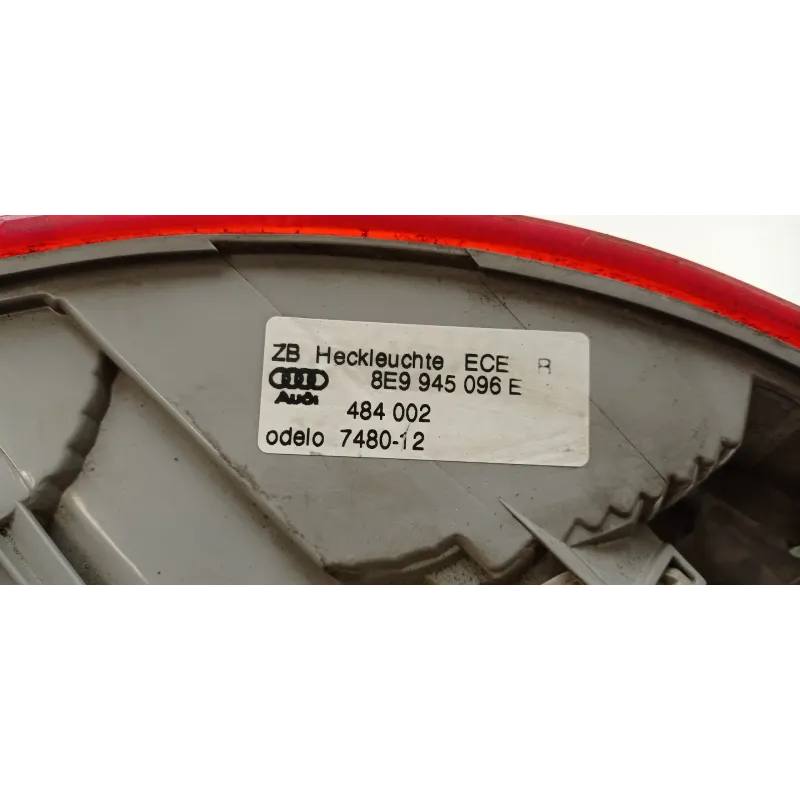 ZB Heckleuchte ECE R
8E9 945 096 E
Audi
484 002
odelo 7480-12